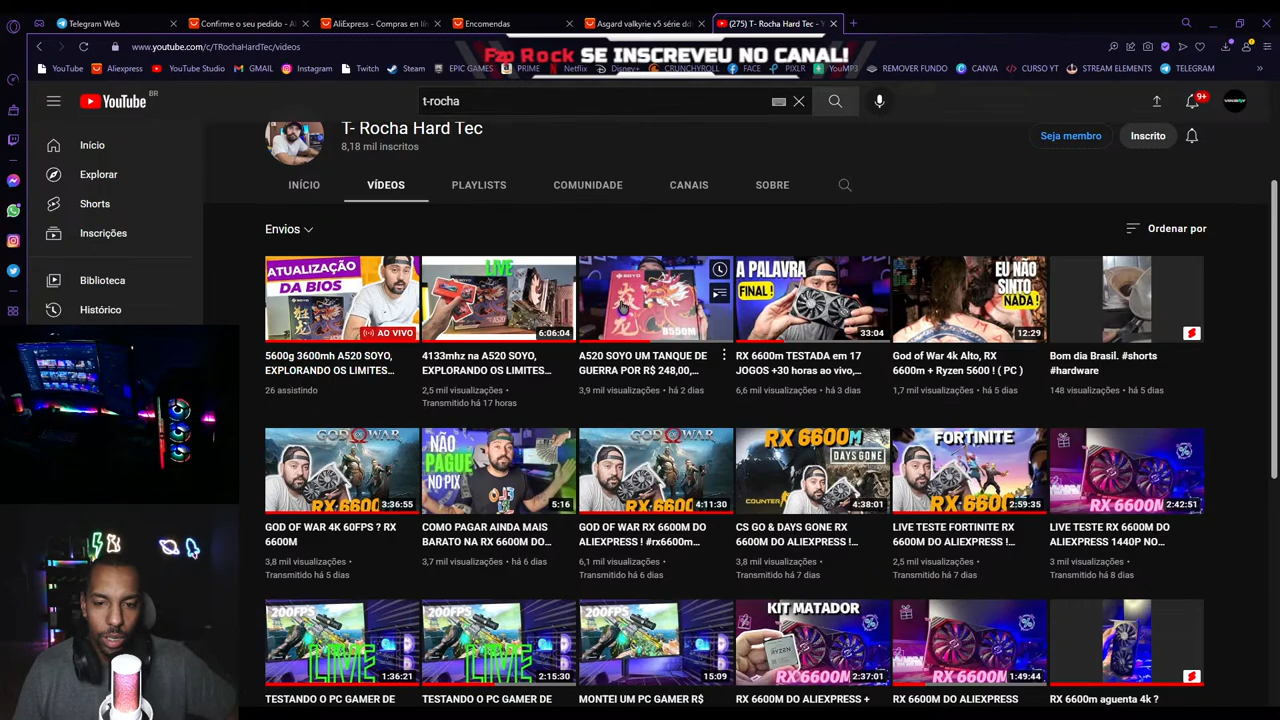 Telegram Web
Confirme o seu pedido - Al
AliExpress - Compras en lín
Encomendas
Asgard valkyrie v5 série ddr
(275) T- Rocha Hard Tec - Y
www.youtube.com/c/TRochaHardTec/videos
Fzp Rock SE INSCREVEU NO CANAL!
YouTube
Aliexpress
YouTube Studio
GMAIL
Instagram
Twitch
Steam
EPIC GAMES
PRIME
Netflix
Disney+
CRUNCHYROLL
FACE
PIXLR
YouMP3
REMOVER FUNDO
CANVA
CURSO YT
STREAM ELEMENTS
TELEGRAM
YouTube BR
t-rocha
9+
T- Rocha Hard Tec
8,18 mil inscritos
Seja membro
Inscrito
INÍCIO
VÍDEOS
PLAYLISTS
COMUNIDADE
CANAIS
SOBRE
Início
Explorar
Shorts
Inscrições
Biblioteca
Histórico
Envios
Ordenar por
ATUALIZAÇÃO
DA BIOS
AO VIVO
5600g 3600mh A520 SOYO,
EXPLORANDO OS LIMITES...
26 assistindo
LIVE
6:06:04
4133mhz na A520 SOYO,
EXPLORANDO OS LIMITES...
2,5 mil visualizações •
Transmitido há 17 horas
SOYO
B550M
A520 SOYO UM TANQUE DE
GUERRA POR R$ 248,00,...
3,9 mil visualizações • há 2 dias
A PALAVRA
FINAL !
33:04
RX 6600m TESTADA em 17
JOGOS +30 horas ao vivo,...
6,6 mil visualizações • há 5 dias
EU NÃO
SINTO
NADA !
12:29
God of War 4k Alto, RX
6600m + Ryzen 5600 ! ( PC )
1,7 mil visualizações • há 5 dias
Bom dia Brasil. #shorts
#hardware
148 visualizações • há 5 dias
GOD OF WAR
RX 6600M
3:36:55
GOD OF WAR 4K 60FPS ? RX
6600M
3,8 mil visualizações •
Transmitido há 5 dias
NÃO
PAGUE
NO PIX
5:16
COMO PAGAR AINDA MAIS
BARATO NA RX 6600M DO...
3,7 mil visualizações • há 6 dias
GOD OF WAR
RX 6600M
4:11:30
GOD OF WAR RX 6600M DO
ALIEXPRESS ! #rx6600m...
6,1 mil visualizações •
Transmitido há 6 dias
RX 6600M
DAYS GONE
COUNTER
4:38:01
CS GO & DAYS GONE RX
6600M DO ALIEXPRESS !...
3,8 mil visualizações •
Transmitido há 7 dias
FORTNITE
RX 6600M
2:59:35
LIVE TESTE FORTINITE RX
6600M DO ALIEXPRESS !...
2,5 mil visualizações •
Transmitido há 7 dias
RX 6600M
2:42:51
LIVE TESTE RX 6600M DO
ALIEXPRESS 1440P NO...
3 mil visualizações •
Transmitido há 8 dias
200FPS
LIVE
1:36:21
TESTANDO O PC GAMER DE
200FPS
LIVE
2:15:30
TESTANDO O PC GAMER DE
200FPS
15:09
MONTEI UM PC GAMER R$
KIT MATADOR
RYZEN
RX 6600M
2:37:01
RX 6600M DO ALIEXPRESS +
RX 6600M
1:49:44
RX 6600M DO ALIEXPRESS
RX 6600m aguenta 4k ?